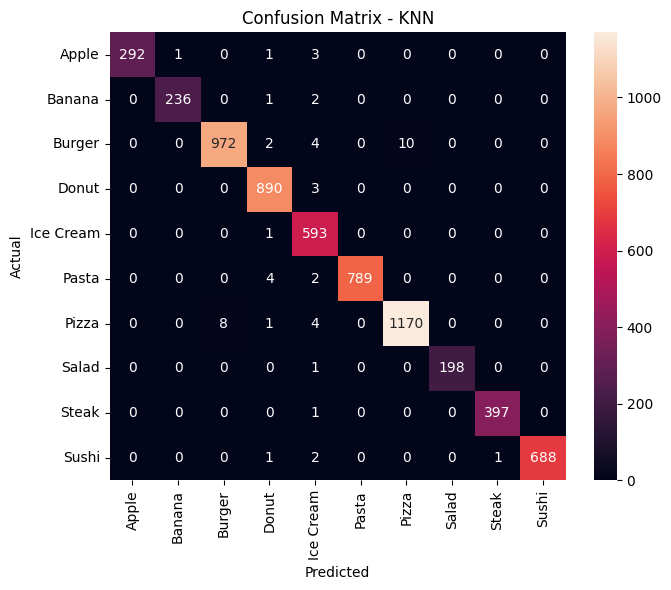 Confusion Matrix - KNN
Apple 292 1 0 1 3 0 0 0 0 0
Banana 0 236 0 1 2 0 0 0 0 0
Burger 0 0 972 2 4 0 10 0 0 0
Donut 0 0 0 890 3 0 0 0 0 0
Ice Cream 0 0 0 1 593 0 0 0 0 0
Pasta 0 0 0 4 2 789 0 0 0 0
Pizza 0 0 8 1 4 0 1170 0 0 0
Salad 0 0 0 0 1 0 0 198 0 0
Steak 0 0 0 0 1 0 0 0 397 0
Sushi 0 0 0 1 2 0 0 0 1 688
Actual
Apple Banana Burger Donut Ice Cream Pasta Pizza Salad Steak Sushi
Predicted
1000
800
600
400
200
0